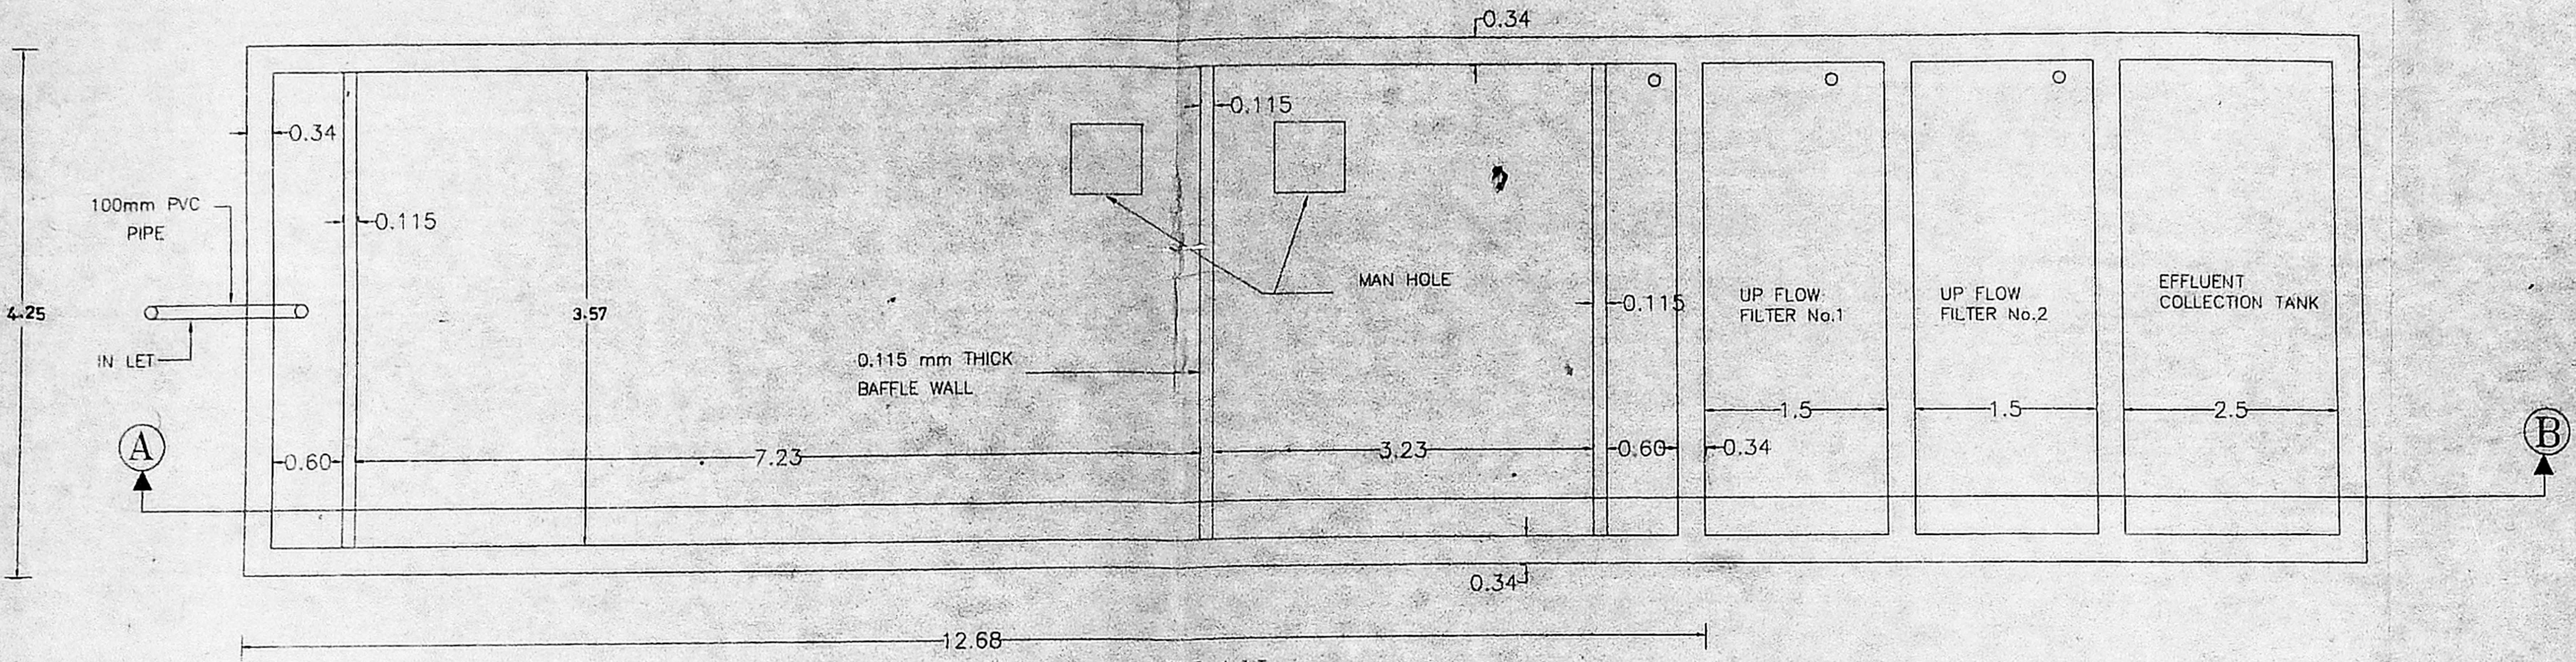 0.34
0.34
0.115
0.115
100mm PVC
PIPE
4.25
3.57
IN LET
MAN HOLE
0.115
UP FLOW
FILTER No.1
UP FLOW
FILTER No.2
EFFLUENT
COLLECTION TANK
0.115 mm THICK
BAFFLE WALL
1.5
1.5
2.5
A
B
0.60
7.23
3.23
0.60
0.34
0.34
12.68